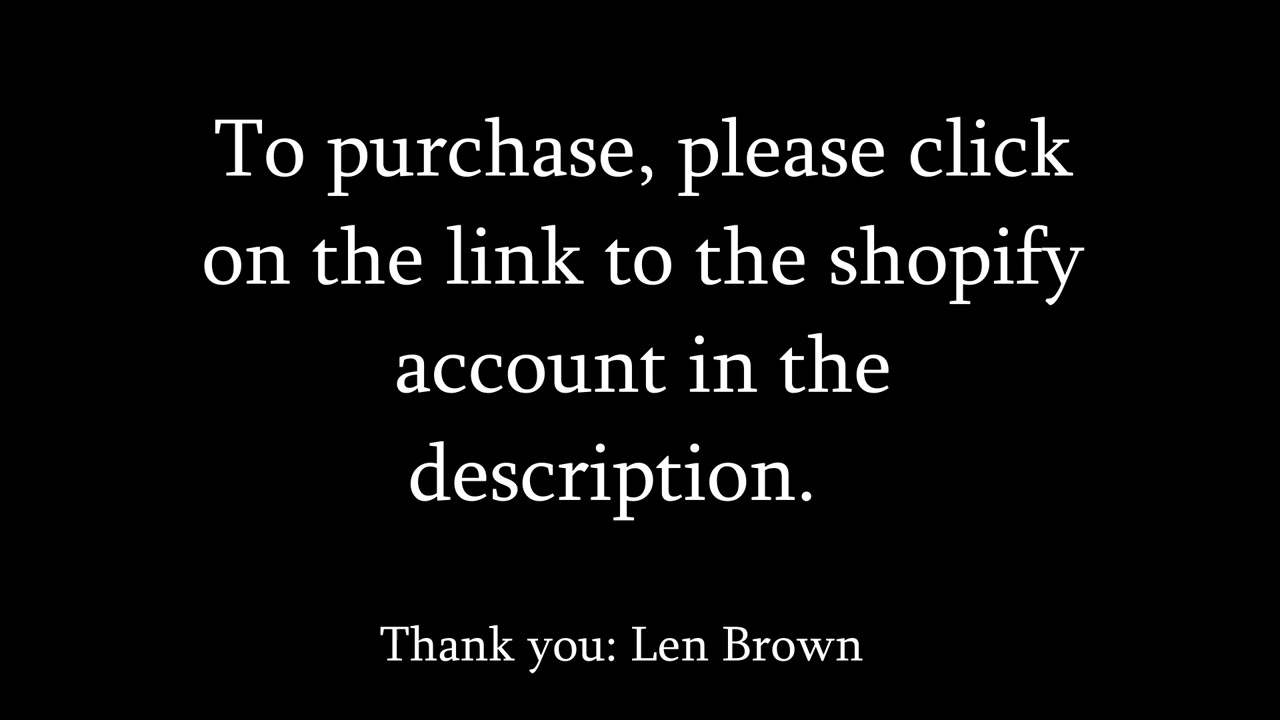 To purchase, please click
on the link to the shopify
account in the
description.
Thank you: Len Brown